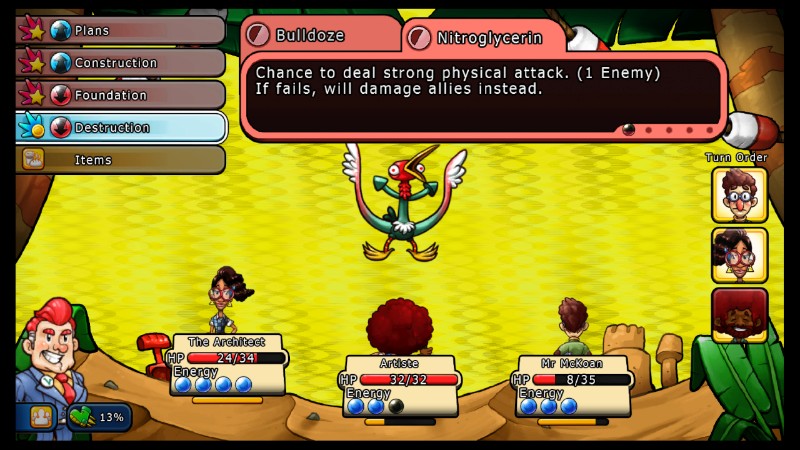 Plans
Construction
Foundation
Destruction
Items
Bulldoze
Nitroglycerin
Chance to deal strong physical attack. (1 Enemy)
If fails, will damage allies instead.
Turn Order
The Architect
HP 24/34
Energy
Artiste
HP 32/32
Energy
Mr McKoan
HP 8/35
Energy
13%